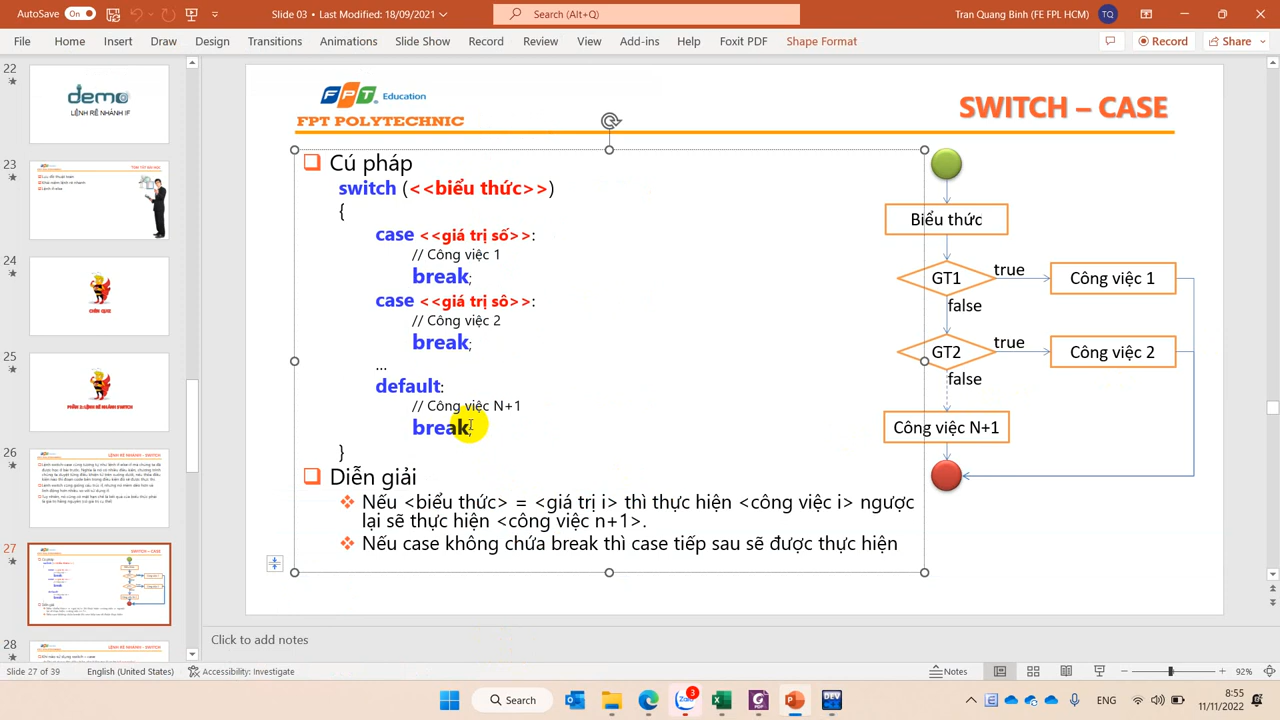 AutoSave On
Slide 03 • Last Modified: 18/09/2021
Search (Alt+Q)
Tran Quang Binh (FE FPL HCM)
TQ
File Home Insert Draw Design Transitions Animations Slide Show Record Review View Add-ins Help Foxit PDF Shape Format
Record
Share
22
demo
LỆNH RẼ NHÁNH IF
23
24
25
26
27
28
FPT Education
FPT POLYTECHNIC
SWITCH – CASE
Cú pháp
switch (<<biểu thức>>)
{
case <<giá trị số>>:
// Công việc 1
break;
case <<giá trị sô>>:
// Công việc 2
break;
...
default:
// Công việc N+1
break;
}
Diễn giải
Nếu <biểu thức> = <giá trị i> thì thực hiện <công việc i> ngược
lại sẽ thực hiện <công việc n+1>.
Nếu case không chứa break thì case tiếp sau sẽ được thực hiện
Biểu thức
GT1
true
Công việc 1
false
GT2
true
Công việc 2
false
Công việc N+1
Click to add notes
Slide 27 of 39
English (United States)
Accessibility: Investigate
Notes
92%
Search
Zalo
3
DEV
ENG
8:55
11/11/2022